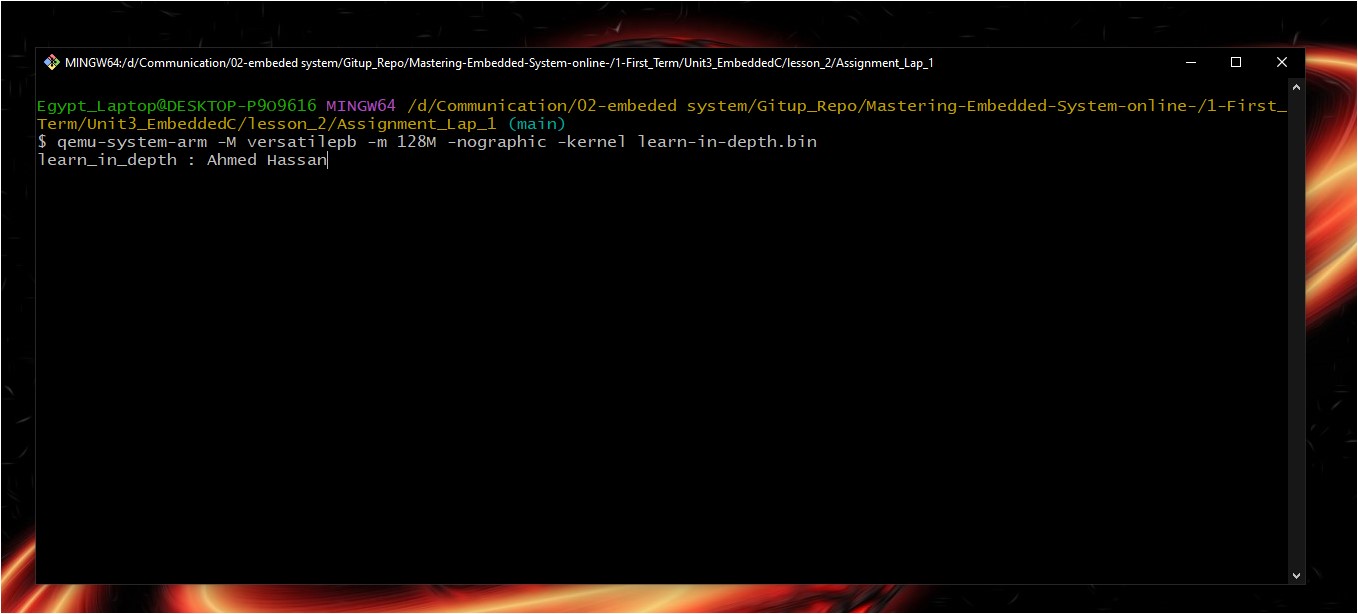 MINGW64:/d/Communication/02-embeded system/Gitup_Repo/Mastering-Embedded-System-online-/1-First_Term/Unit3_EmbeddedC/lesson_2/Assignment_Lap_1
Egypt_Laptop@DESKTOP-P9O9616 MINGW64 /d/Communication/02-embeded system/Gitup_Repo/Mastering-Embedded-System-online-/1-First_
Term/Unit3_EmbeddedC/lesson_2/Assignment_Lap_1 (main)
$ qemu-system-arm -M versatilepb -m 128M -nographic -kernel learn-in-depth.bin
learn_in_depth : Ahmed Hassan